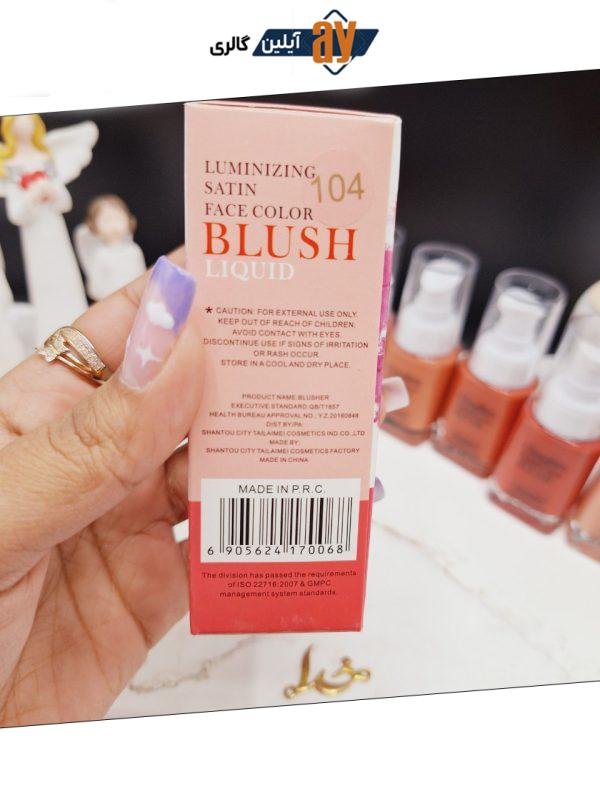 آیلین گالری
ay
LUMINIZING
SATIN
FACE COLOR
104
BLUSH
LIQUID
* CAUTION: FOR EXTERNAL USE ONLY.
KEEP OUT OF REACH OF CHILDREN.
AVOID CONTACT WITH EYES.
DISCONTINUE USE IF SIGNS OF IRRITATION
OR RASH OCCUR.
STORE IN A COOL AND DRY PLACE.
PRODUCT NAME:BLUSHER
EXECUTIVE STANDARD:QB/T1857
HEALTH BUREAU APPROVAL NO.: Y.Z.20160848
DIST.BY/PA:
SHANTOU CITY TAILAIMEI COSMETICS IND.CO.,LTD
MADE BY:
SHANTOU CITY TAILAIMEI COSMETICS FACTORY
MADE IN CHINA
MADE IN P.R.C.
6 905624 170068
The division has passed the requirements
of ISO 22716:2007 & GMPC
management system standards.
خدا